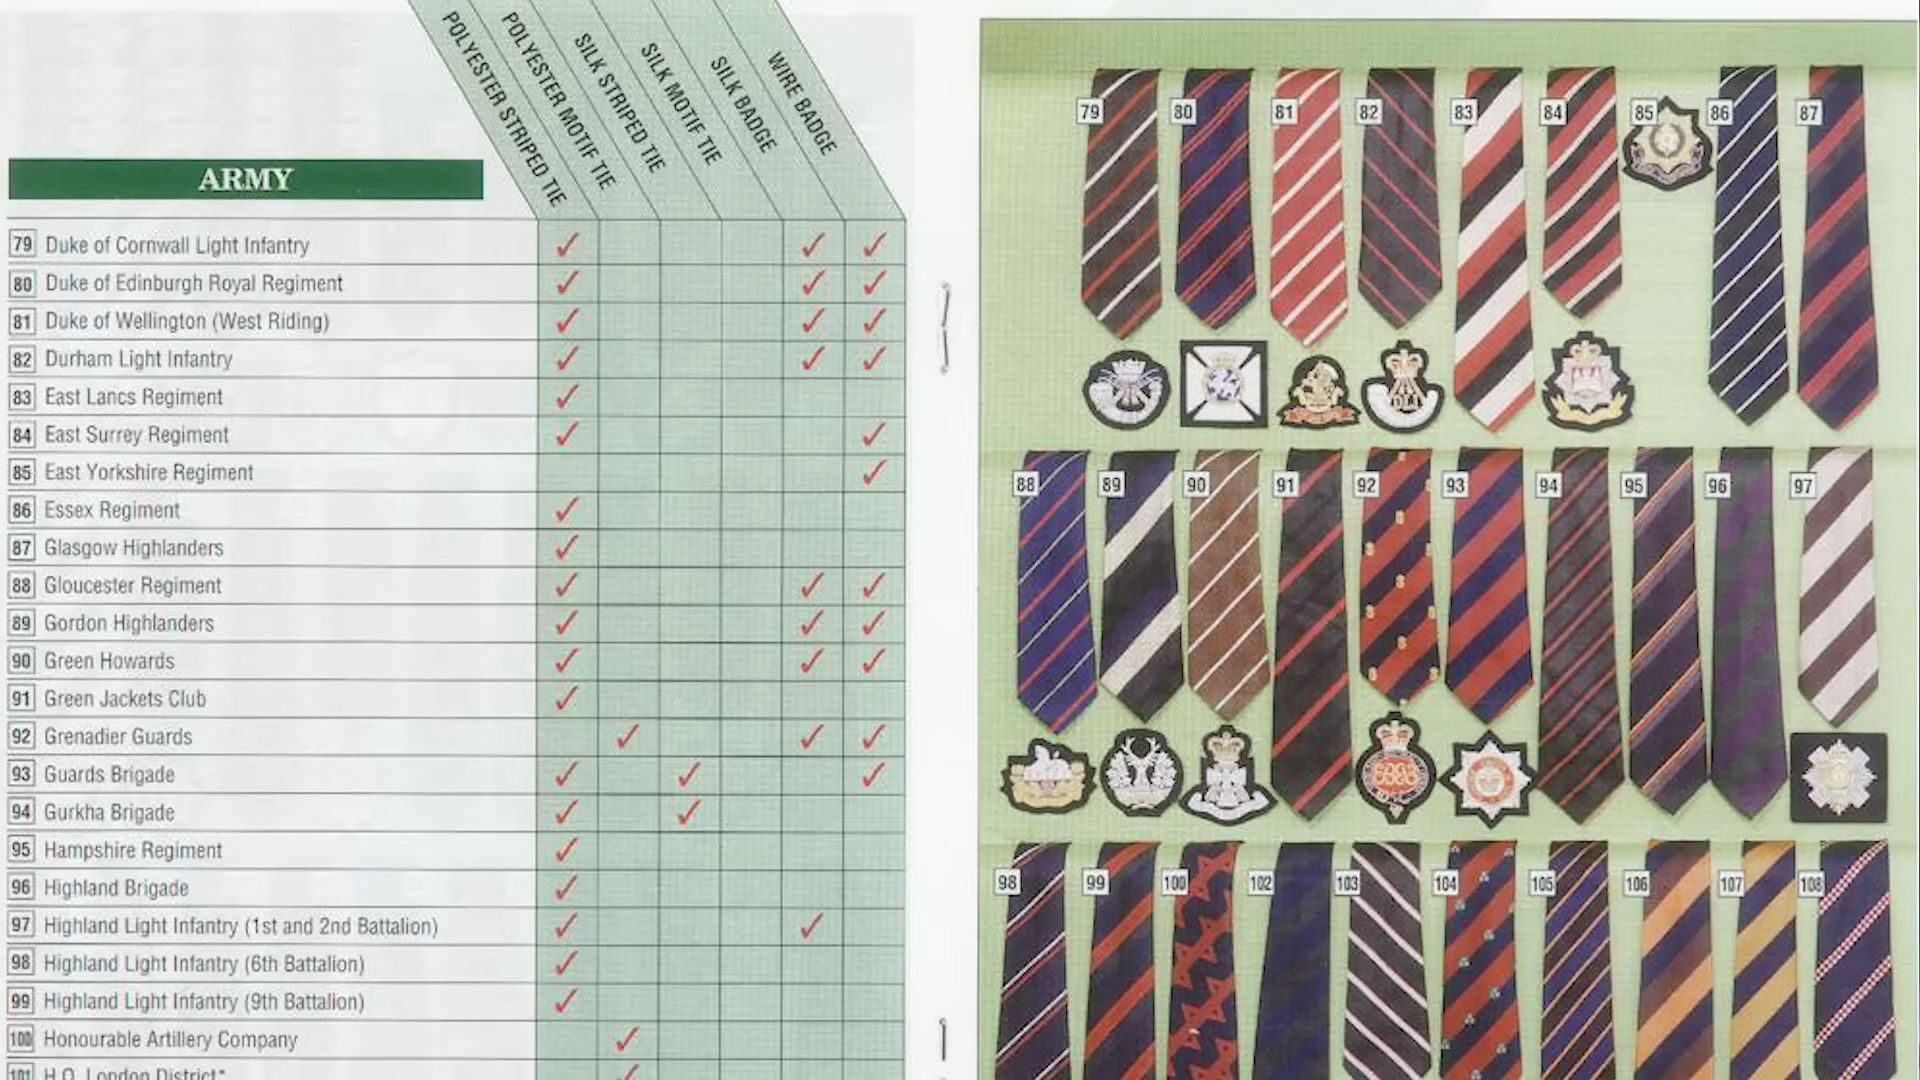 POLYESTER STRIPED TIE
POLYESTER MOTIF TIE
SILK STRIPED TIE
SILK MOTIF TIE
SILK BADGE
WIRE BADGE
ARMY
79 Duke of Cornwall Light Infantry ✓ ✓ ✓
80 Duke of Edinburgh Royal Regiment ✓ ✓ ✓
81 Duke of Wellington (West Riding) ✓ ✓ ✓
82 Durham Light Infantry ✓ ✓ ✓
83 East Lancs Regiment ✓
84 East Surrey Regiment ✓ ✓
85 East Yorkshire Regiment ✓
86 Essex Regiment ✓
87 Glasgow Highlanders ✓
88 Gloucester Regiment ✓ ✓ ✓
89 Gordon Highlanders ✓ ✓ ✓
90 Green Howards ✓ ✓ ✓
91 Green Jackets Club ✓
92 Grenadier Guards ✓ ✓ ✓
93 Guards Brigade ✓ ✓ ✓
94 Gurkha Brigade ✓ ✓
95 Hampshire Regiment ✓
96 Highland Brigade ✓
97 Highland Light Infantry (1st and 2nd Battalion) ✓ ✓
98 Highland Light Infantry (6th Battalion) ✓
99 Highland Light Infantry (9th Battalion) ✓
100 Honourable Artillery Company ✓
101 H.Q. London District* ✓
79 80 81 82 83 84 85 86 87
DLI
88 89 90 91 92 93 94 95 96 97
98 99 100 102 103 104 105 106 107 108